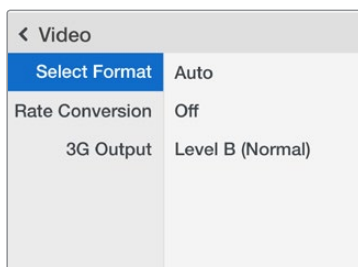 < Video
Select Format Auto
Rate Conversion Off
3G Output Level B (Normal)